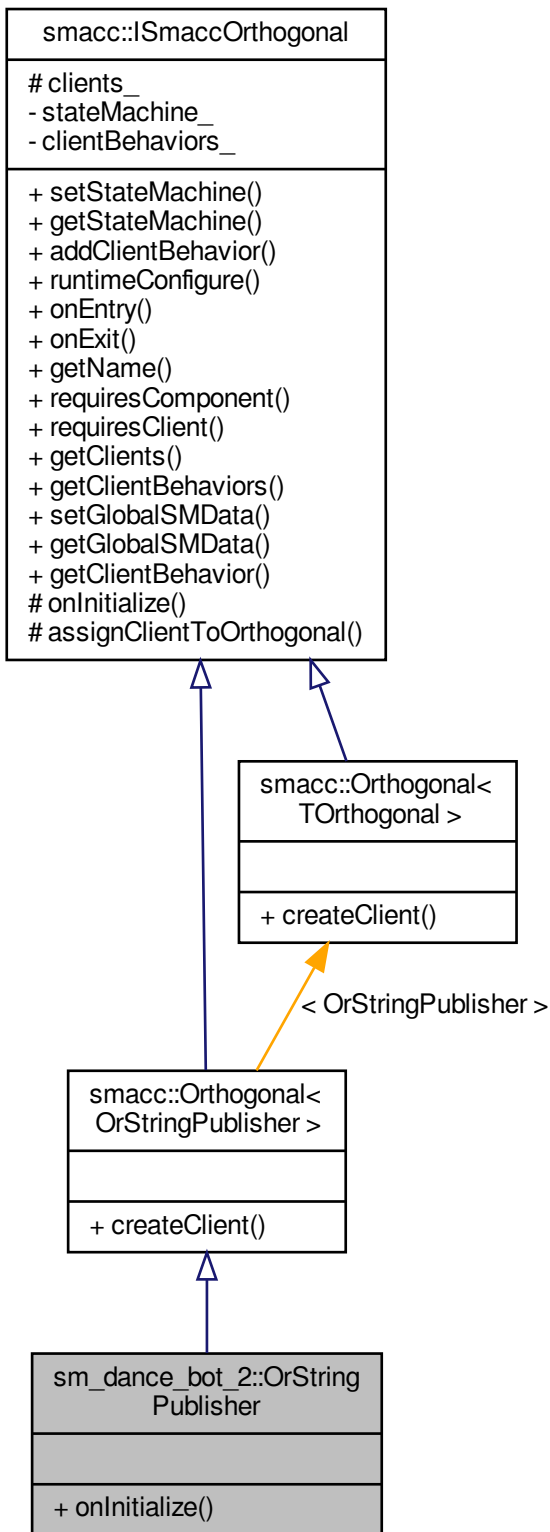 smacc::ISmaccOrthogonal
# clients_
- stateMachine_
- clientBehaviors_
+ setStateMachine()
+ getStateMachine()
+ addClientBehavior()
+ runtimeConfigure()
+ onEntry()
+ onExit()
+ getName()
+ requiresComponent()
+ requiresClient()
+ getClients()
+ getClientBehaviors()
+ setGlobalSMData()
+ getGlobalSMData()
+ getClientBehavior()
# onInitialize()
# assignClientToOrthogonal()
smacc::Orthogonal<
TOrthogonal >
+ createClient()
< OrStringPublisher >
smacc::Orthogonal<
OrStringPublisher >
+ createClient()
sm_dance_bot_2::OrString
Publisher
+ onInitialize()